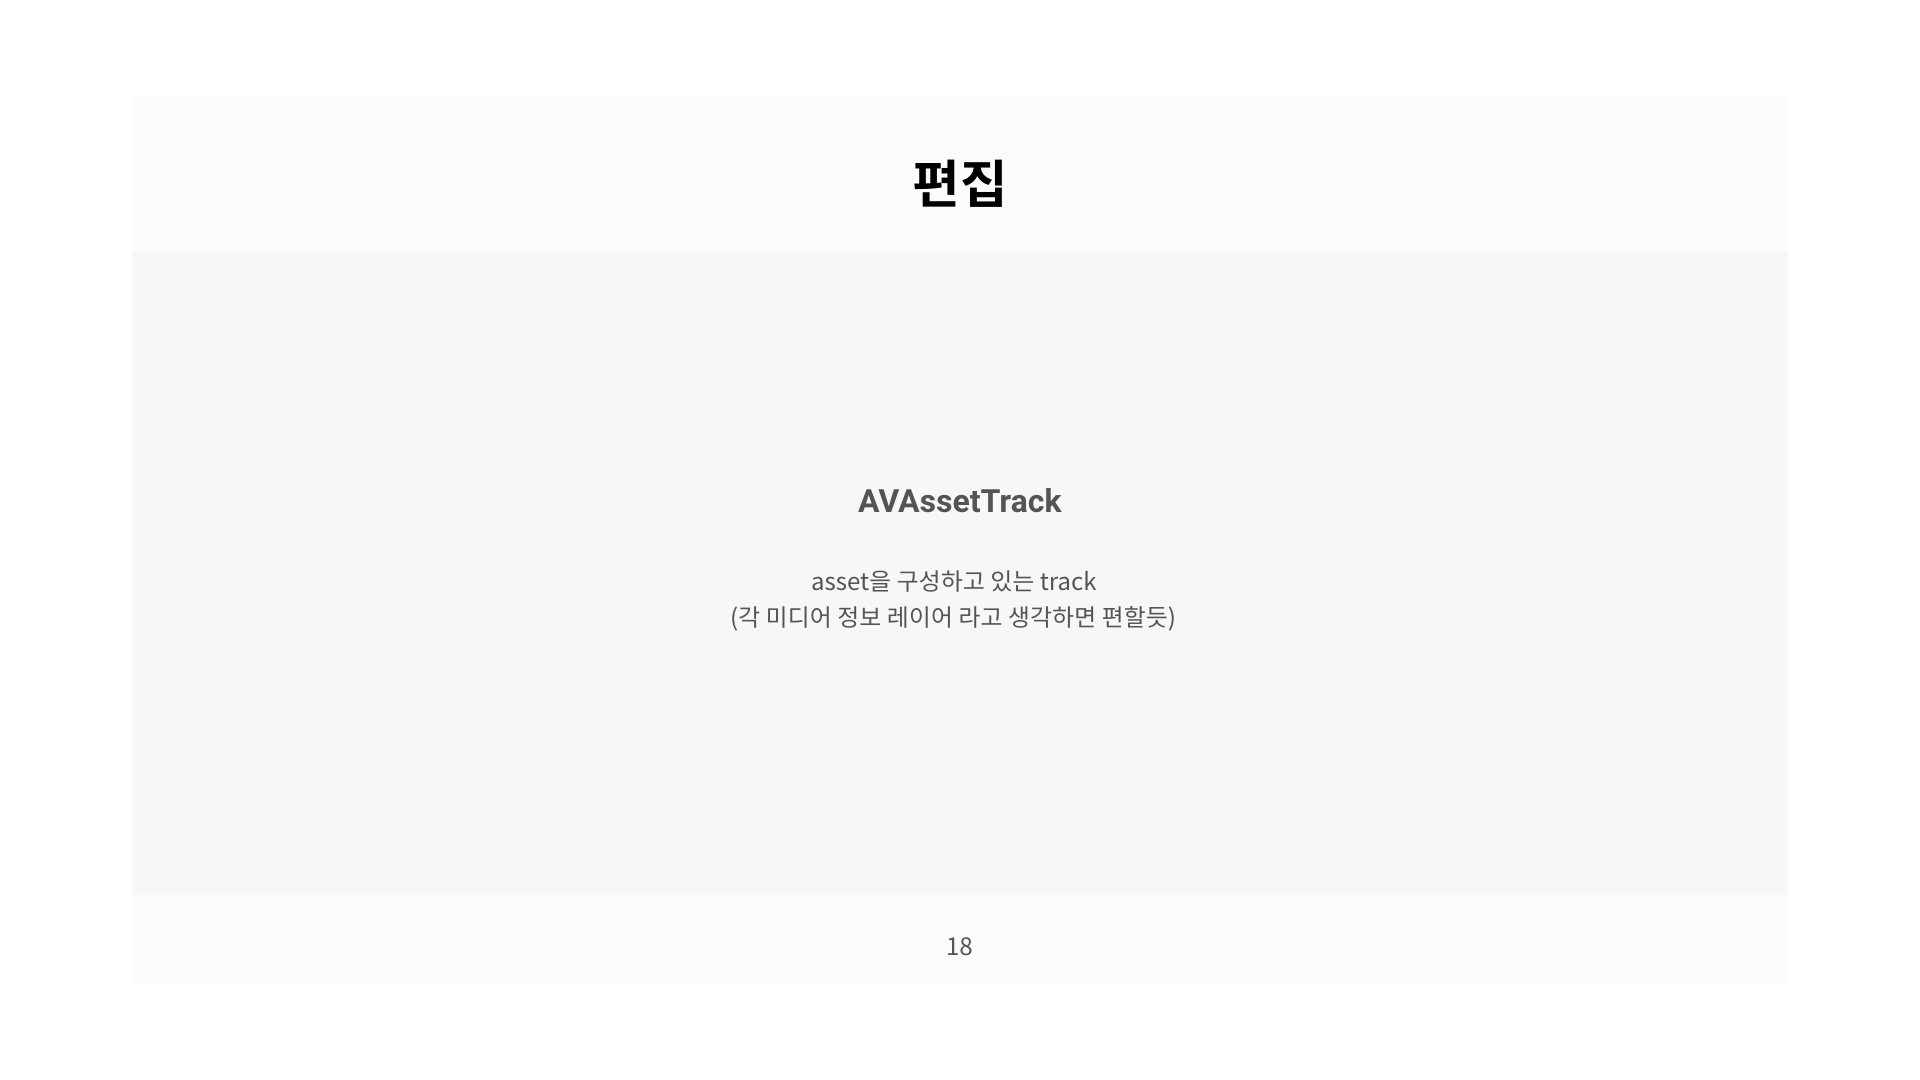 편집
AVAssetTrack
asset을 구성하고 있는 track
(각 미디어 정보 레이어 라고 생각하면 편할듯)
18